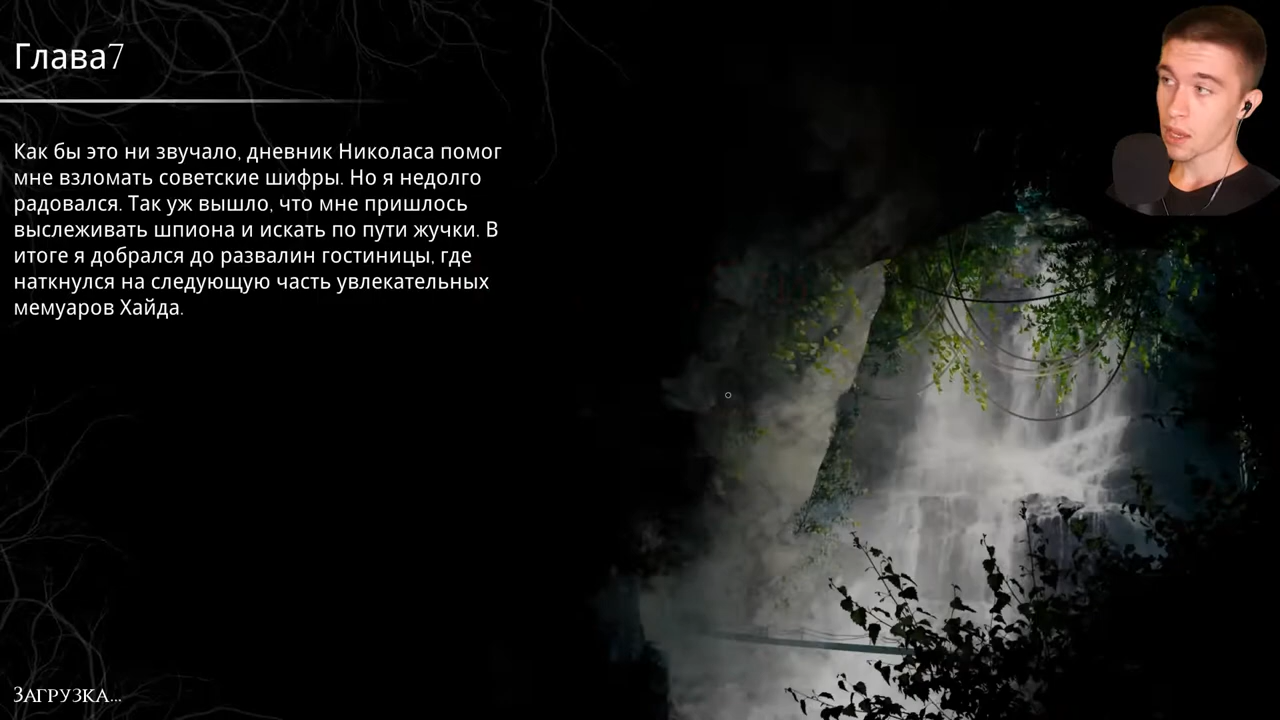 Глава7
Как бы это ни звучало, дневник Николаса помог
мне взломать советские шифры. Но я недолго
радовался. Так уж вышло, что мне пришлось
выслеживать шпиона и искать по пути жучки. В
итоге я добрался до развалин гостиницы, где
наткнулся на следующую часть увлекательных
мемуаров Хайда.
Загрузка...